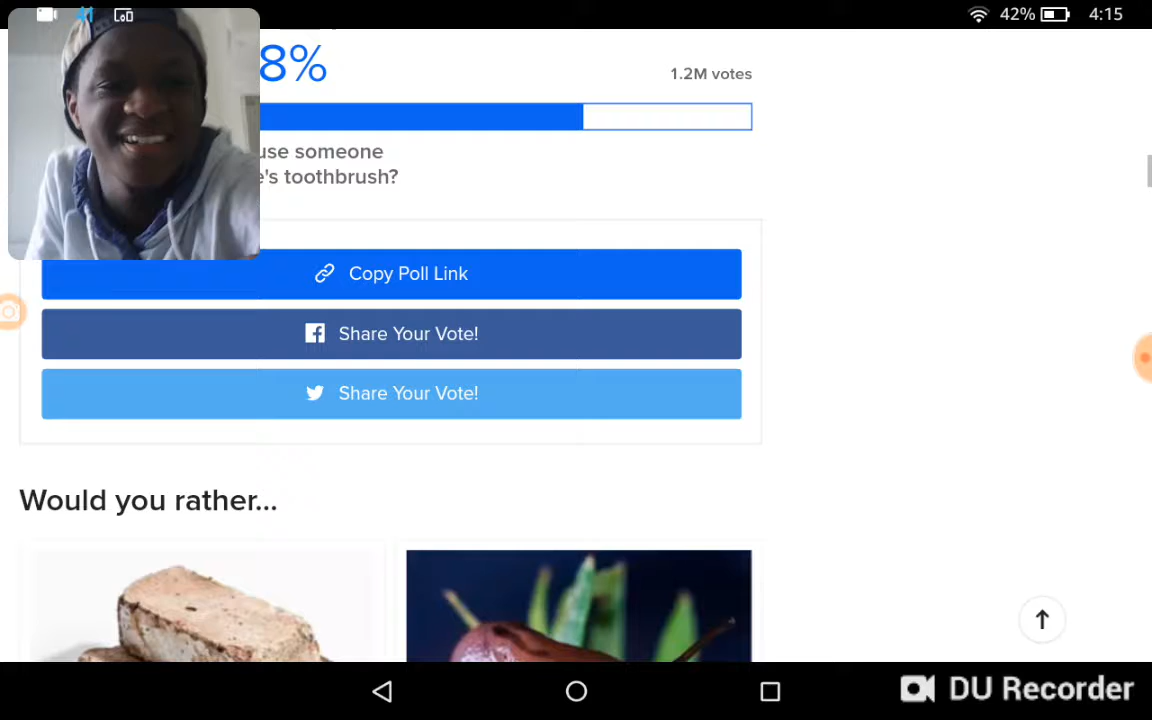 42% 4:15
8%
1.2M votes
use someone
e's toothbrush?
Copy Poll Link
Share Your Vote!
Share Your Vote!
Would you rather...
DU Recorder